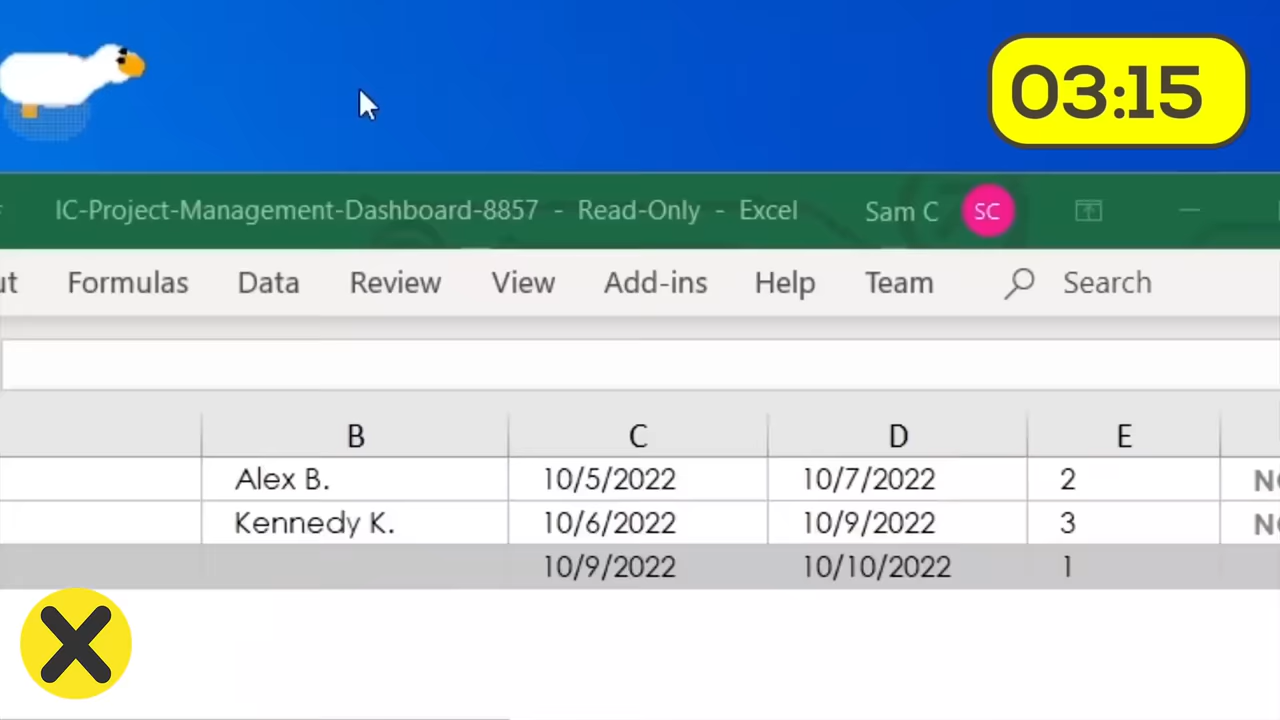 03:15
IC-Project-Management-Dashboard-8857 - Read-Only - Excel Sam C SC
Formulas Data Review View Add-ins Help Team Search
B C D E
Alex B. 10/5/2022 10/7/2022 2
Kennedy K. 10/6/2022 10/9/2022 3
10/9/2022 10/10/2022 1